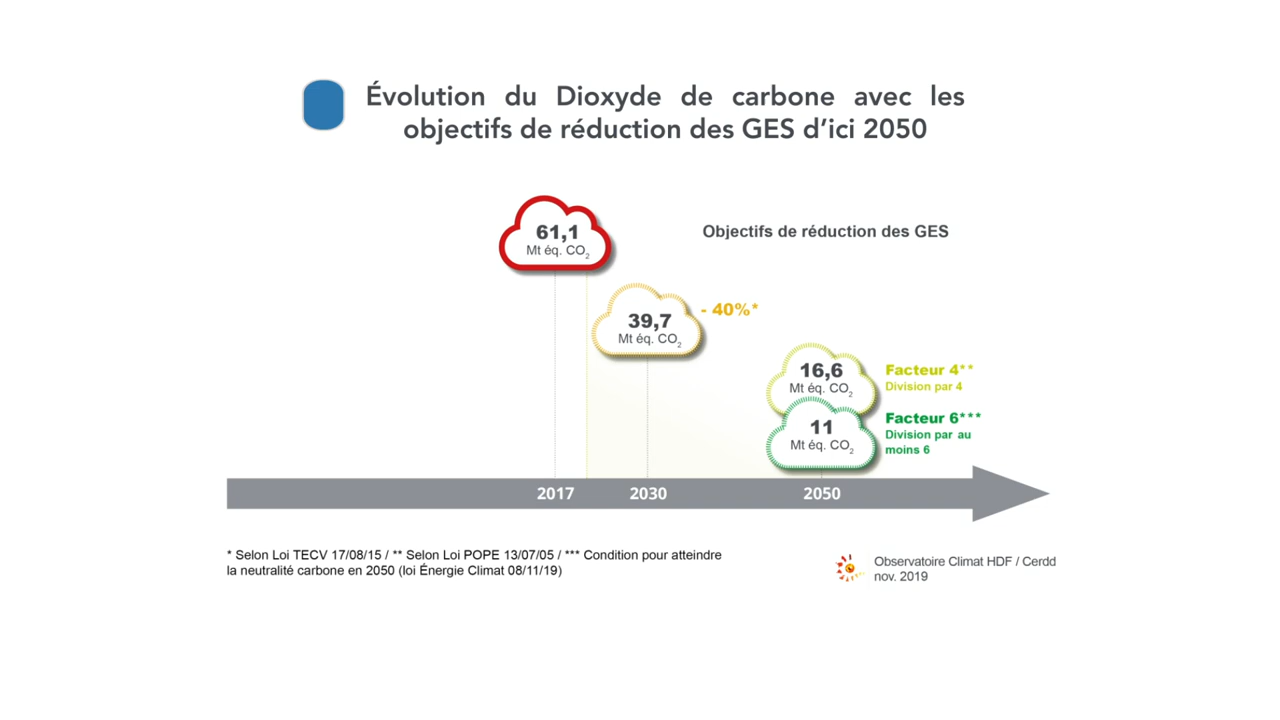 Évolution du Dioxyde de carbone avec les
objectifs de réduction des GES d’ici 2050
61,1
Mt éq. CO2
Objectifs de réduction des GES
39,7
Mt éq. CO2
- 40%*
16,6
Mt éq. CO2
Facteur 4**
Division par 4
11
Mt éq. CO2
Facteur 6***
Division par au
moins 6
2017 2030 2050
* Selon Loi TECV 17/08/15 / ** Selon Loi POPE 13/07/05 / *** Condition pour atteindre
la neutralité carbone en 2050 (loi Énergie Climat 08/11/19)
Observatoire Climat HDF / Cerdd
nov. 2019